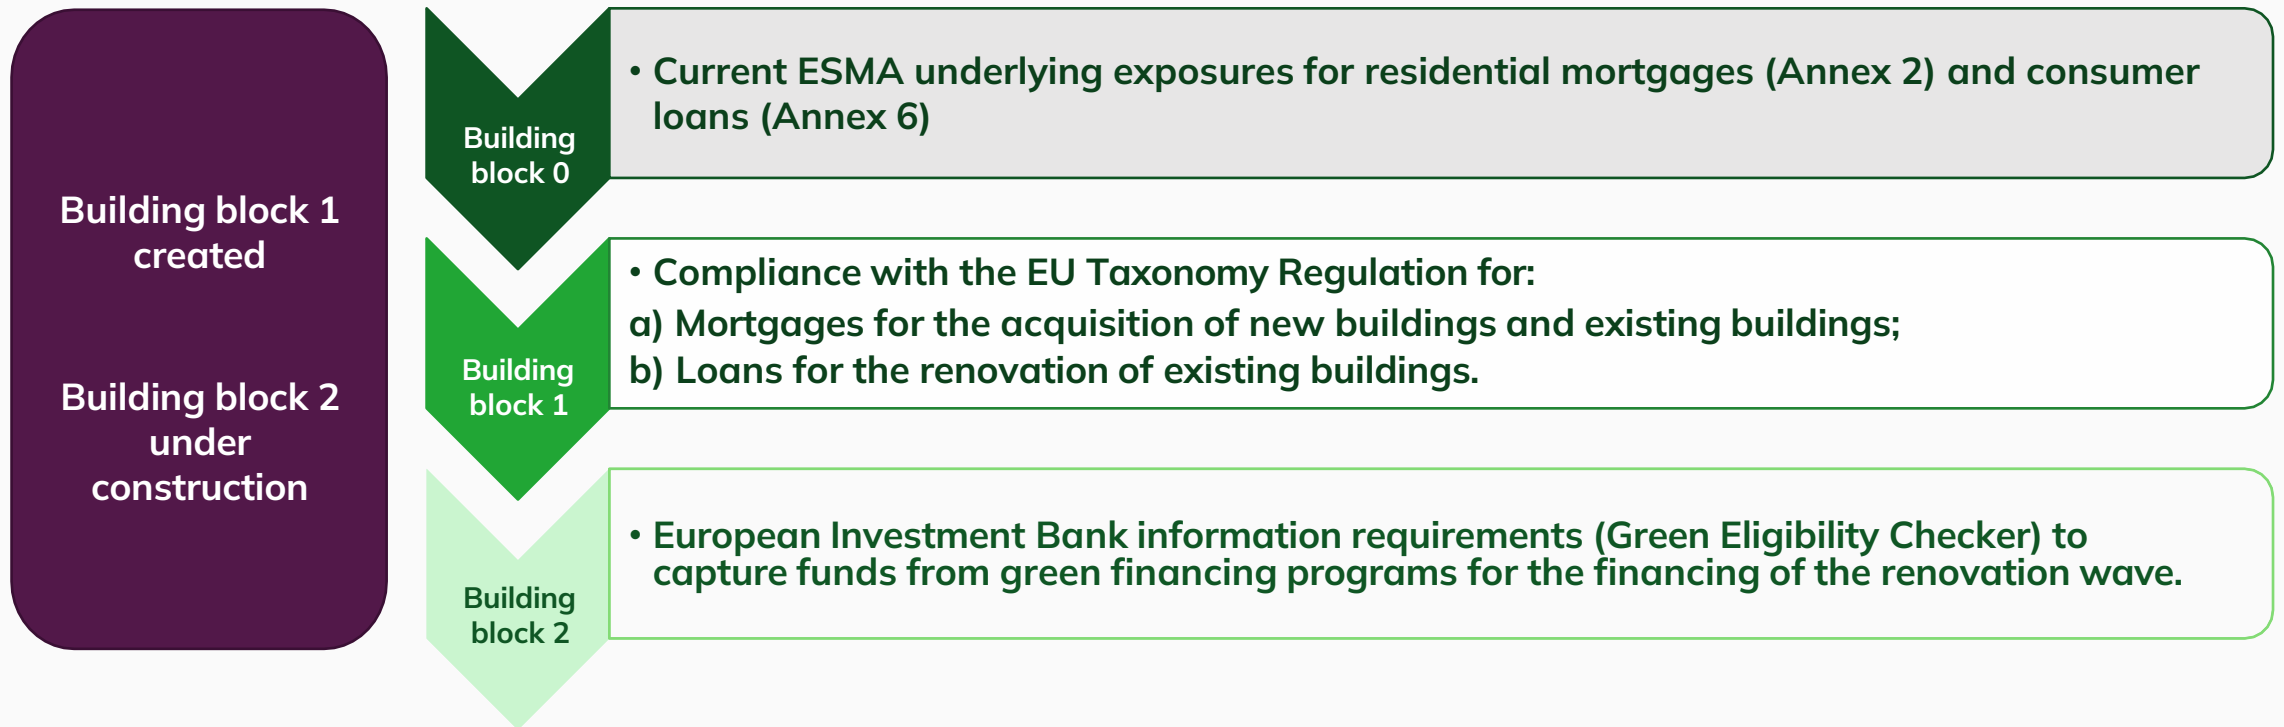 Building block 1
created
Building block 2
under
construction
Building
block 0
• Current ESMA underlying exposures for residential mortgages (Annex 2) and consumer
loans (Annex 6)
Building
block 1
• Compliance with the EU Taxonomy Regulation for:
a) Mortgages for the acquisition of new buildings and existing buildings;
b) Loans for the renovation of existing buildings.
Building
block 2
• European Investment Bank information requirements (Green Eligibility Checker) to
capture funds from green financing programs for the financing of the renovation wave.